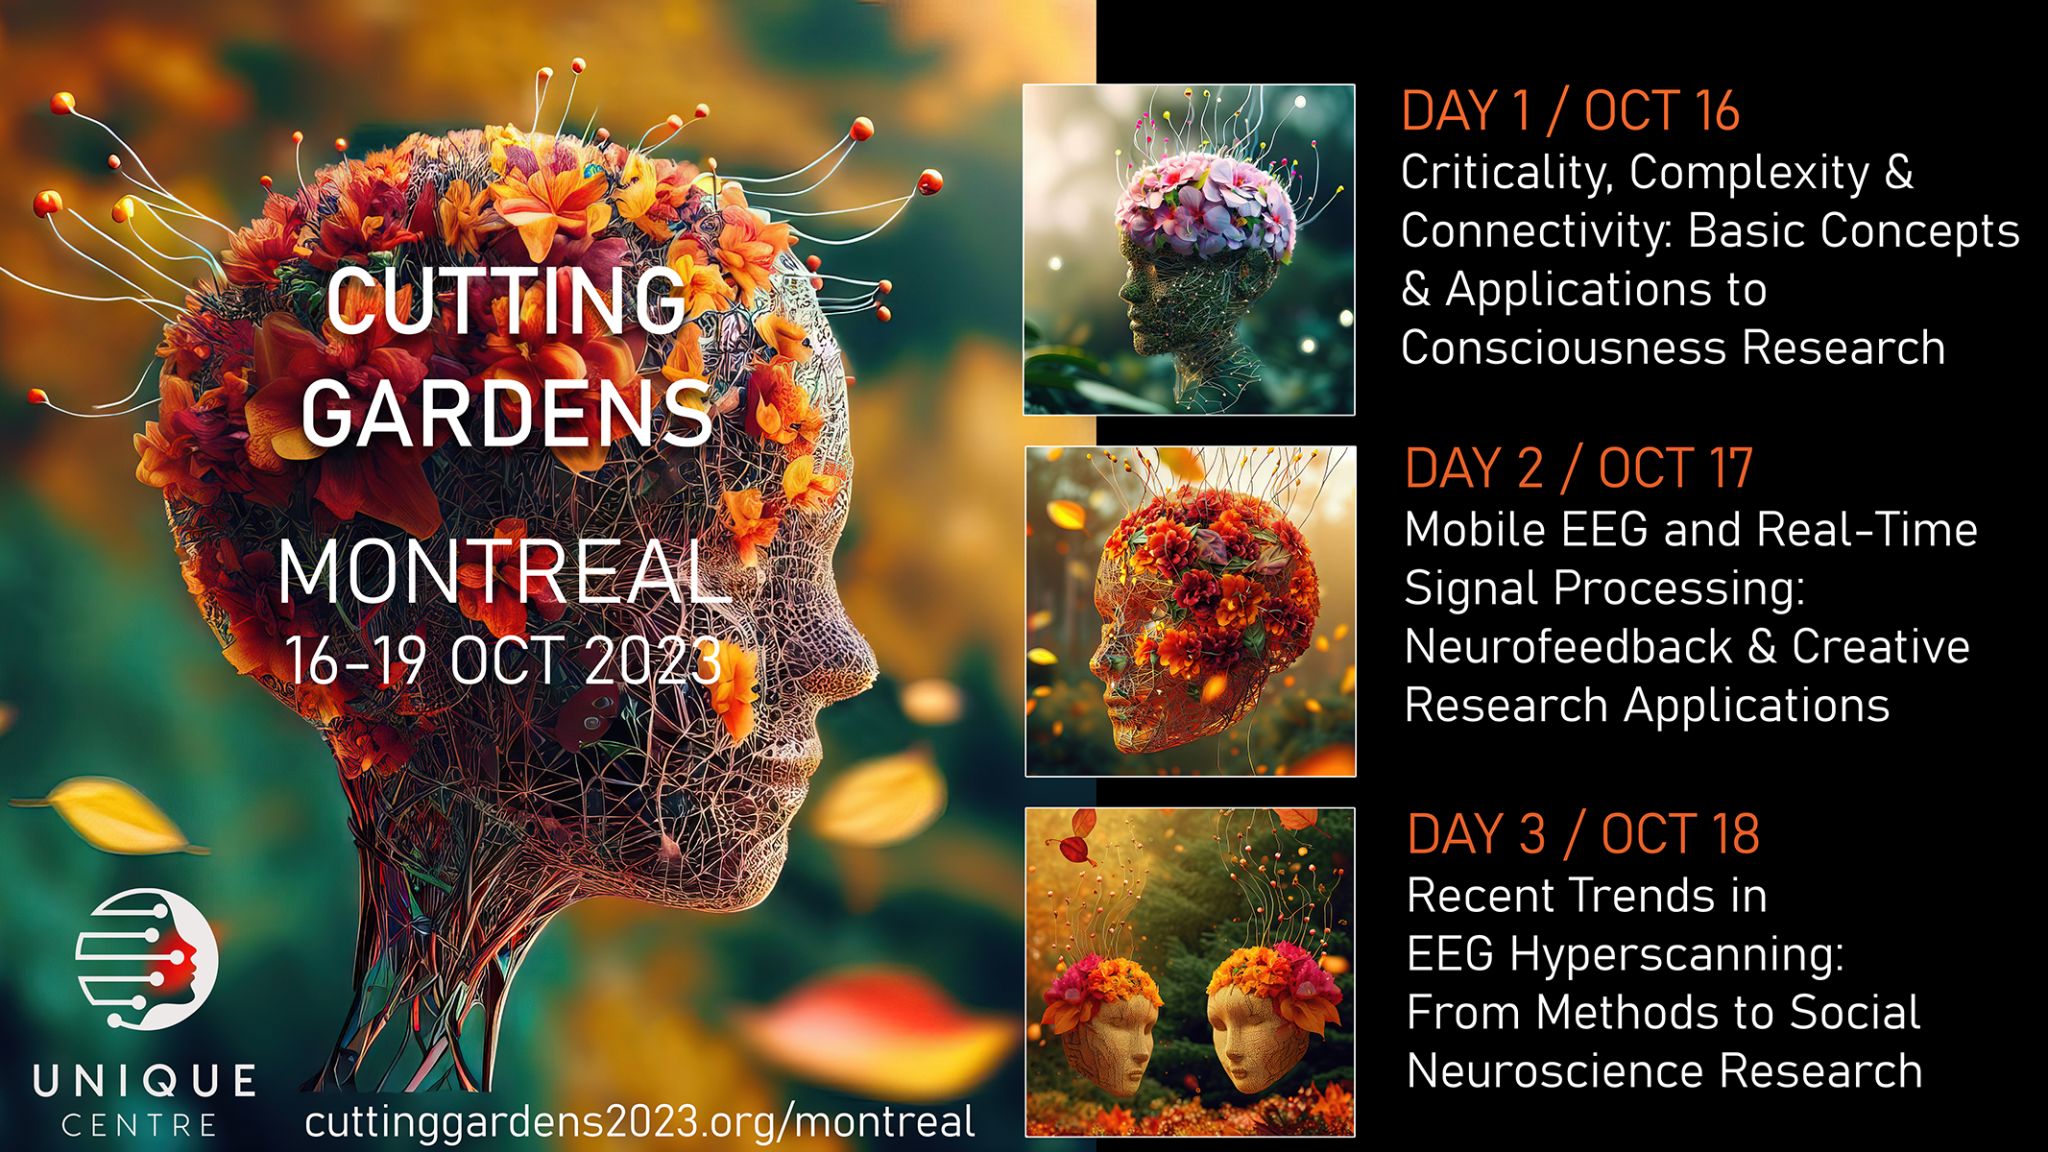 CUTTING
GARDENS
MONTREAL
16-19 OCT 2023
UNIQUE
CENTRE
cuttinggardens2023.org/montreal
DAY 1 / OCT 16
Criticality, Complexity &
Connectivity: Basic Concepts
& Applications to
Consciousness Research
DAY 2 / OCT 17
Mobile EEG and Real-Time
Signal Processing:
Neurofeedback & Creative
Research Applications
DAY 3 / OCT 18
Recent Trends in
EEG Hyperscanning:
From Methods to Social
Neuroscience Research